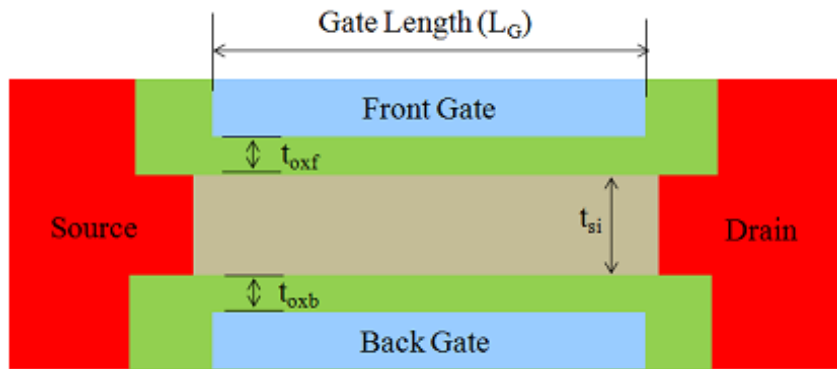 Gate Length (L_G)
Front Gate
t_oxf
Source
t_si
Drain
t_oxb
Back Gate